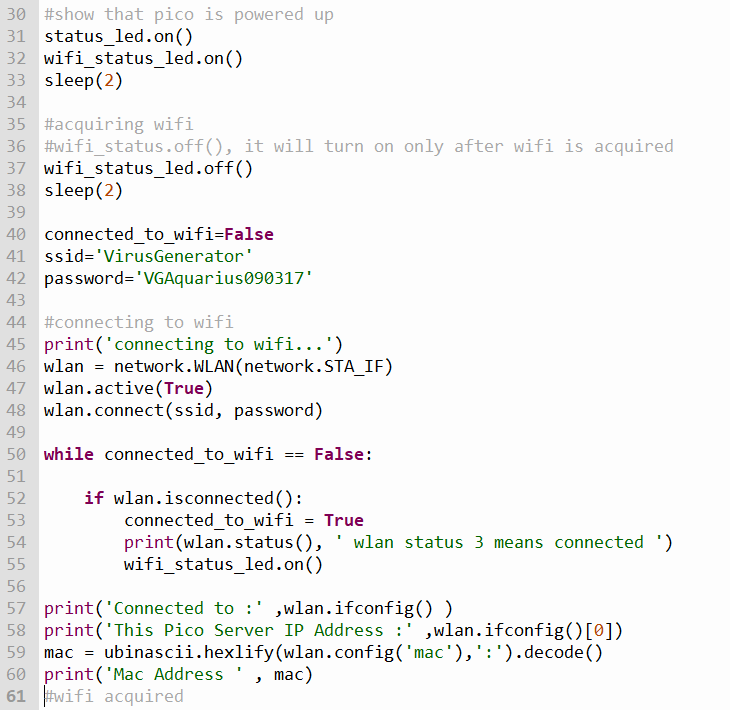 30 #show that pico is powered up
31 status_led.on()
32 wifi_status_led.on()
33 sleep(2)
34
35 #acquiring wifi
36 #wifi_status.off(), it will turn on only after wifi is acquired
37 wifi_status_led.off()
38 sleep(2)
39
40 connected_to_wifi=False
41 ssid='VirusGenerator'
42 password='VGAquarius090317'
43
44 #connecting to wifi
45 print('connecting to wifi...')
46 wlan = network.WLAN(network.STA_IF)
47 wlan.active(True)
48 wlan.connect(ssid, password)
49
50 while connected_to_wifi == False:
51
52     if wlan.isconnected():
53         connected_to_wifi = True
54         print(wlan.status(), ' wlan status 3 means connected ')
55         wifi_status_led.on()
56
57 print('Connected to :' ,wlan.ifconfig() )
58 print('This Pico Server IP Address :' ,wlan.ifconfig()[0])
59 mac = ubinascii.hexlify(wlan.config('mac'),':').decode()
60 print('Mac Address ' , mac)
61 #wifi acquired